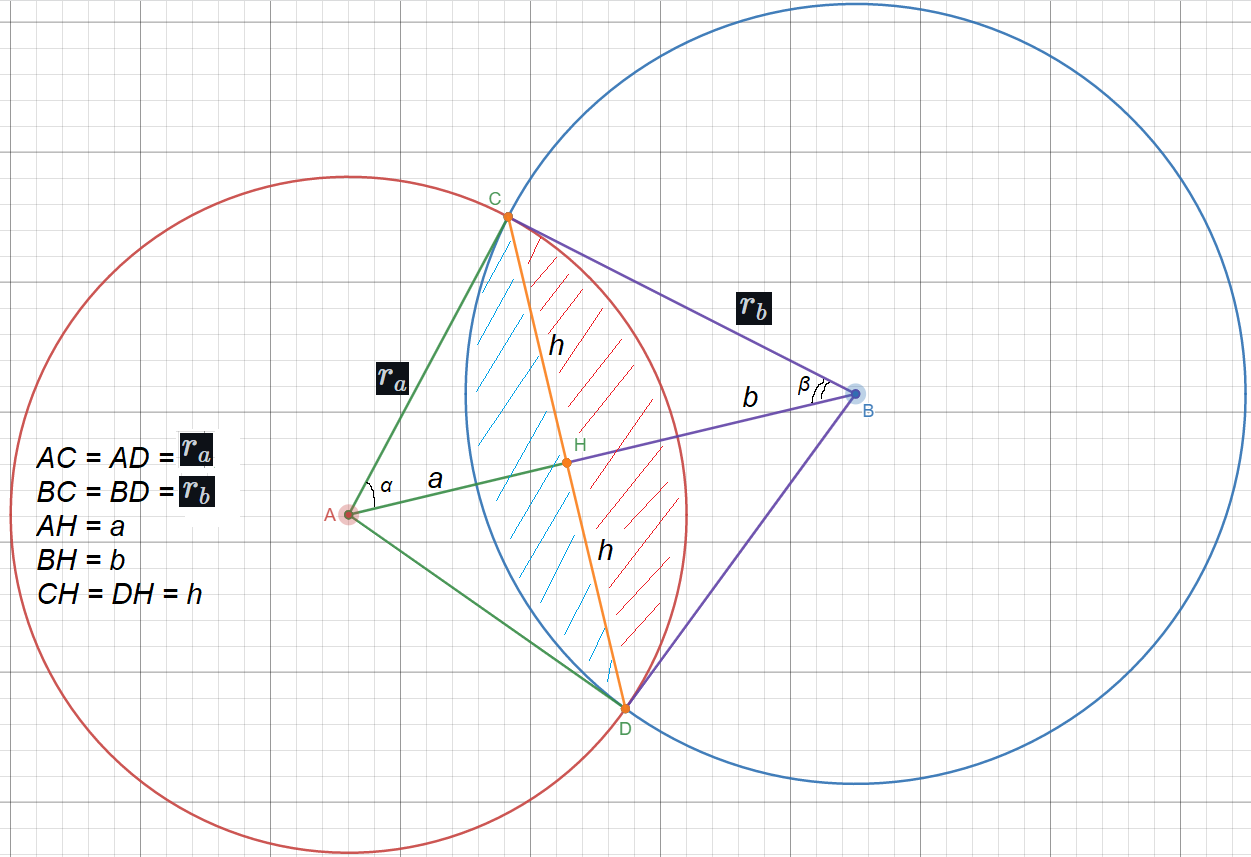 C
r_b
h
r_a
β
b
B
H
α
a
A
AC = AD = r_a
BC = BD = r_b
AH = a
BH = b
CH = DH = h
h
D